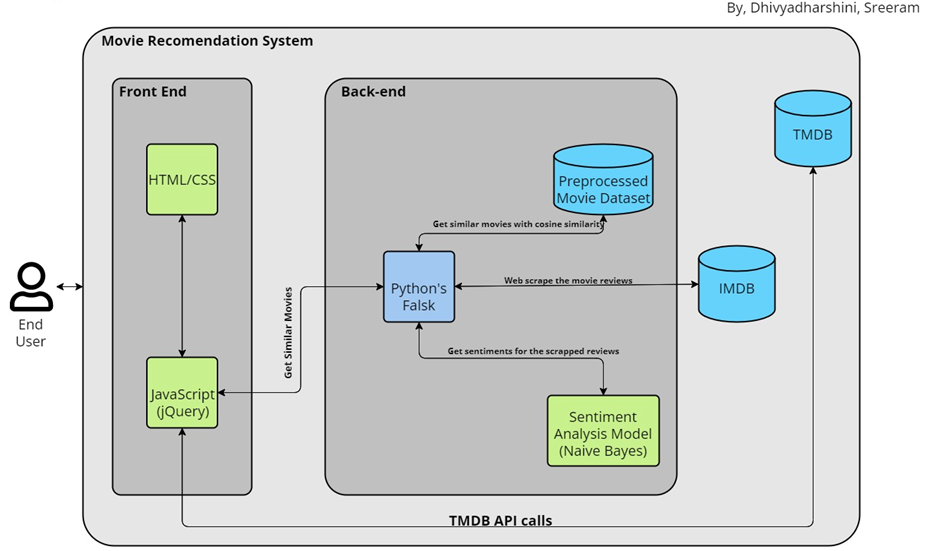 By, Dhivyadharshini, Sreeram
Movie Recomendation System
Front End
Back-end
TMDB
HTML/CSS
Preprocessed
Movie Dataset
Get similar movies with cosine similarity
Python's
Falsk
Web scrape the movie reviews
IMDB
End
User
Get Similar Movies
Get sentiments for the scrapped reviews
JavaScript
(jQuery)
Sentiment
Analysis Model
(Naive Bayes)
TMDB API calls